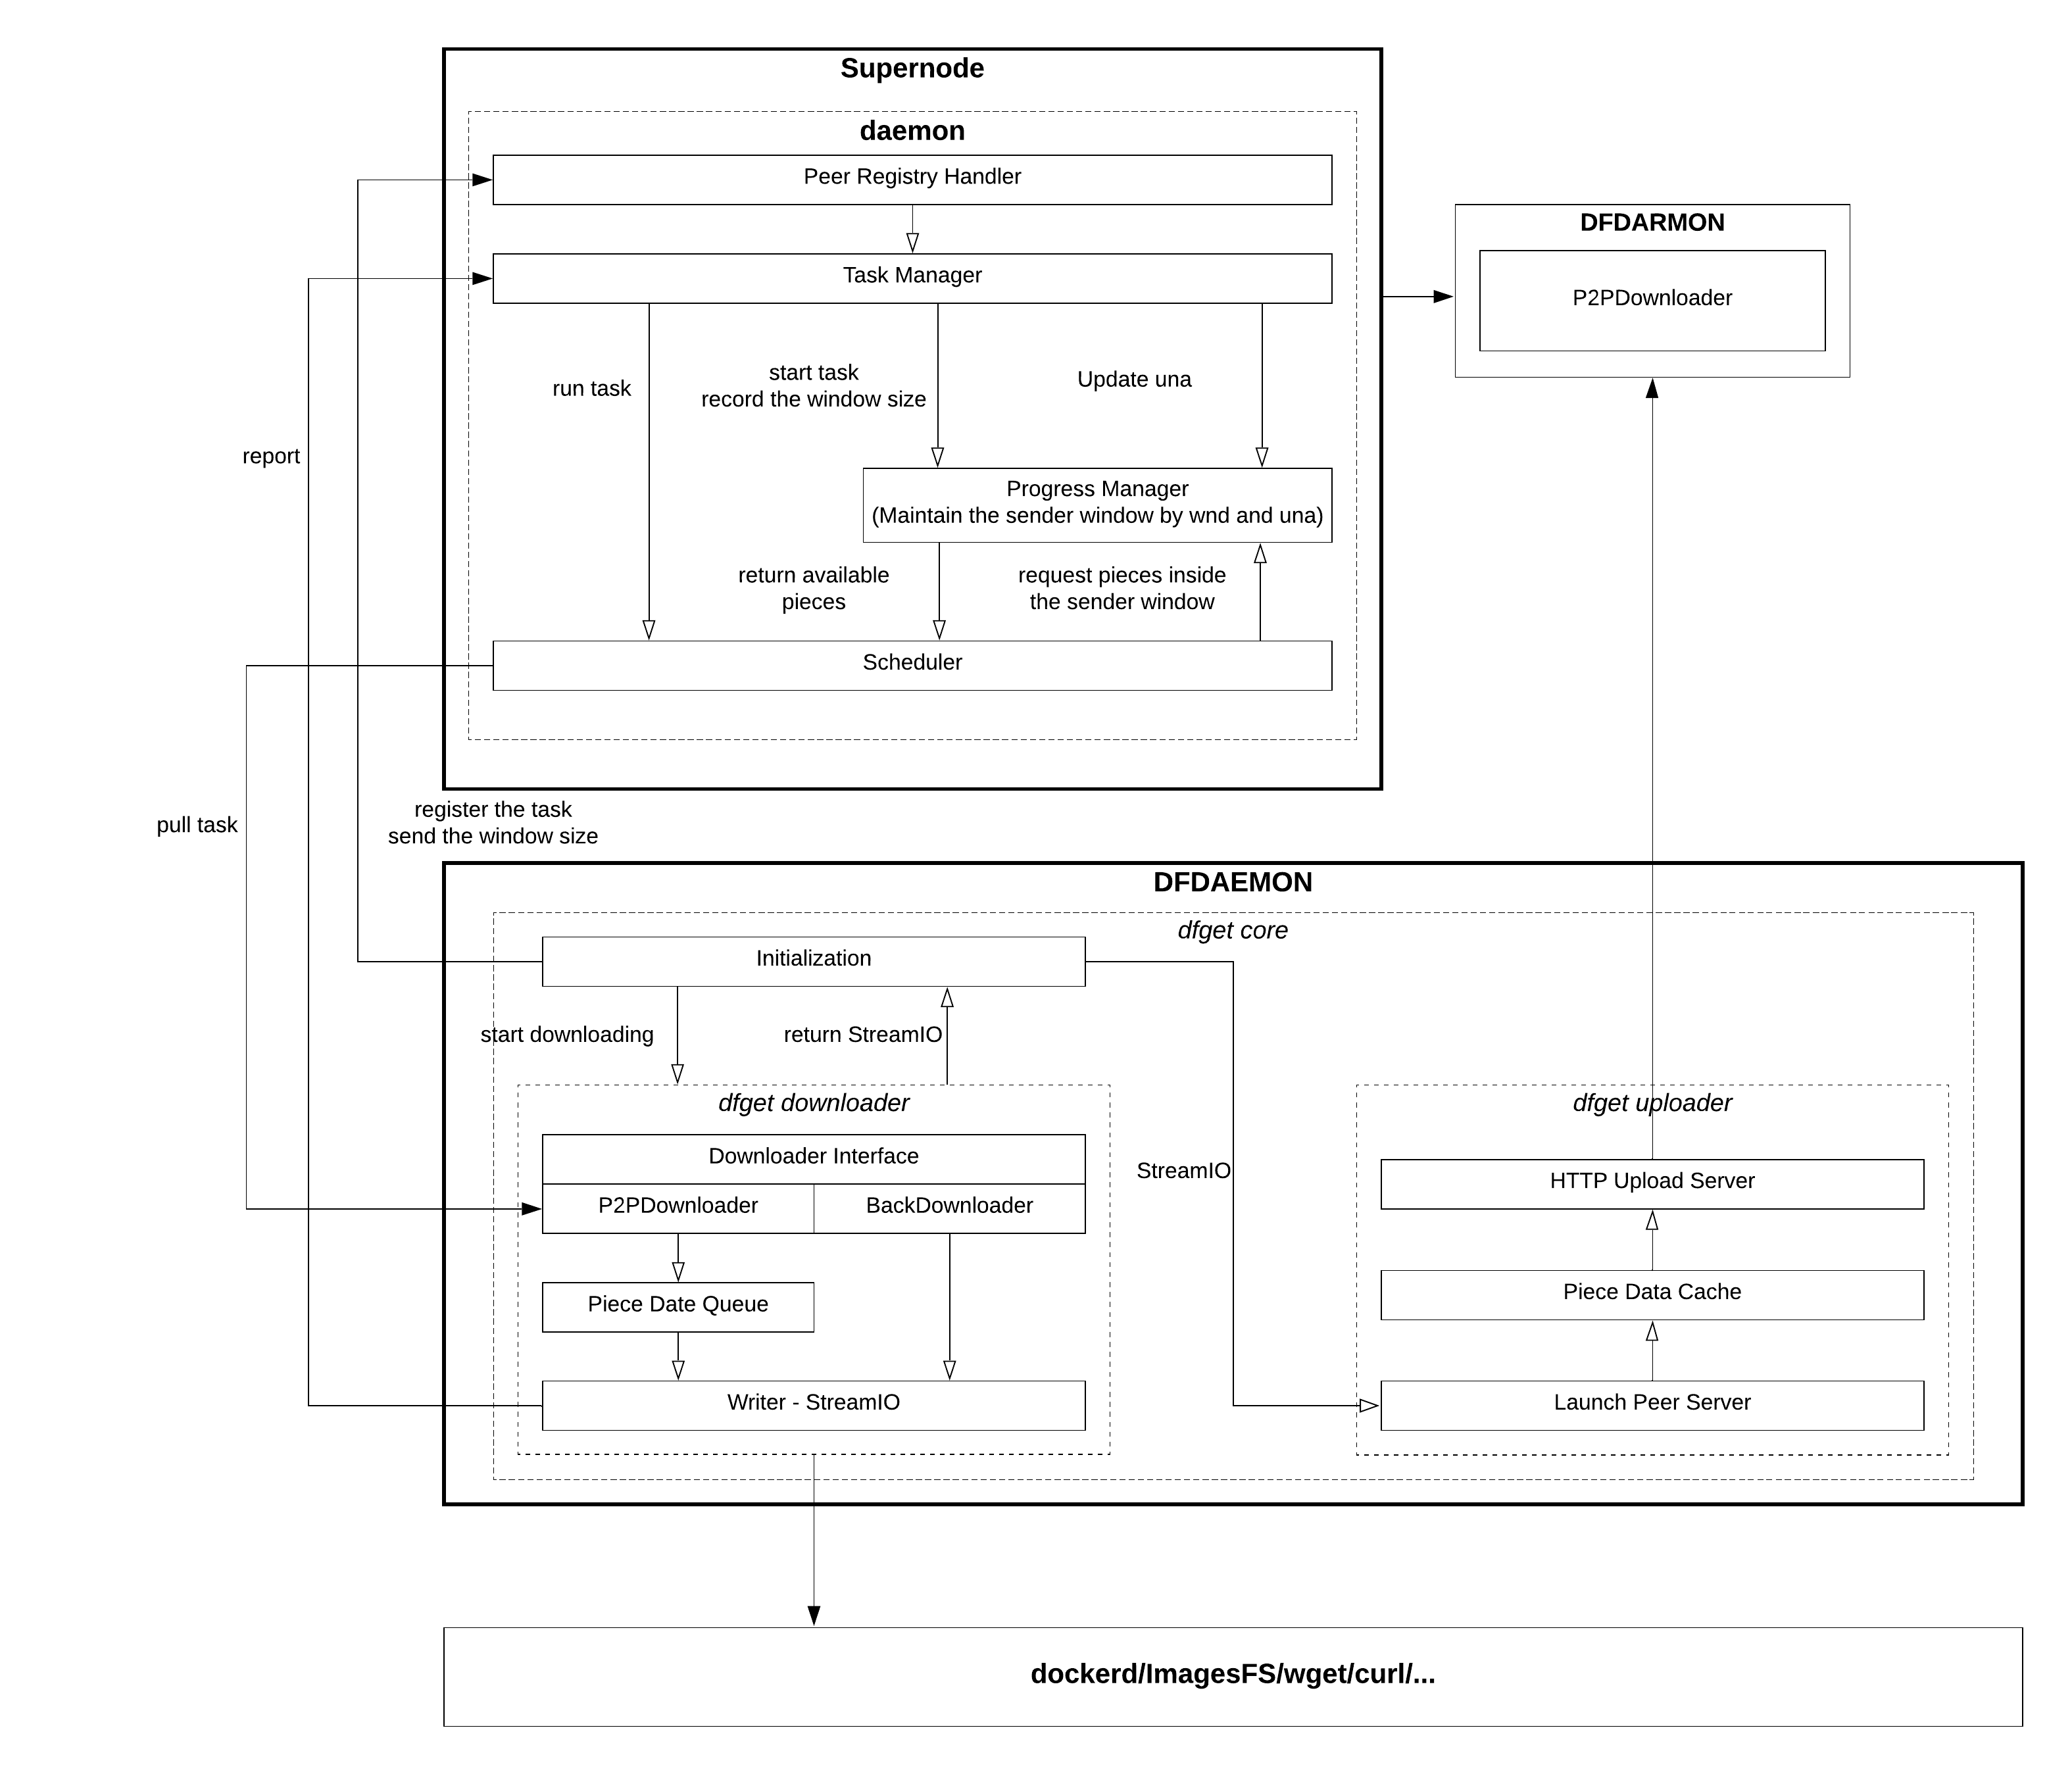 Supernode
daemon
Peer Registry Handler
Task Manager
DFDARMON
P2PDownloader
run task
start task
record the window size
Update una
report
Progress Manager
(Maintain the sender window by wnd and una)
return available
pieces
request pieces inside
the sender window
Scheduler
pull task
register the task
send the window size
DFDAEMON
dfget core
Initialization
start downloading
return StreamIO
dfget downloader
dfget uploader
Downloader Interface
P2PDownloader
BackDownloader
StreamIO
HTTP Upload Server
Piece Date Queue
Piece Data Cache
Writer - StreamIO
Launch Peer Server
dockerd/ImagesFS/wget/curl/...